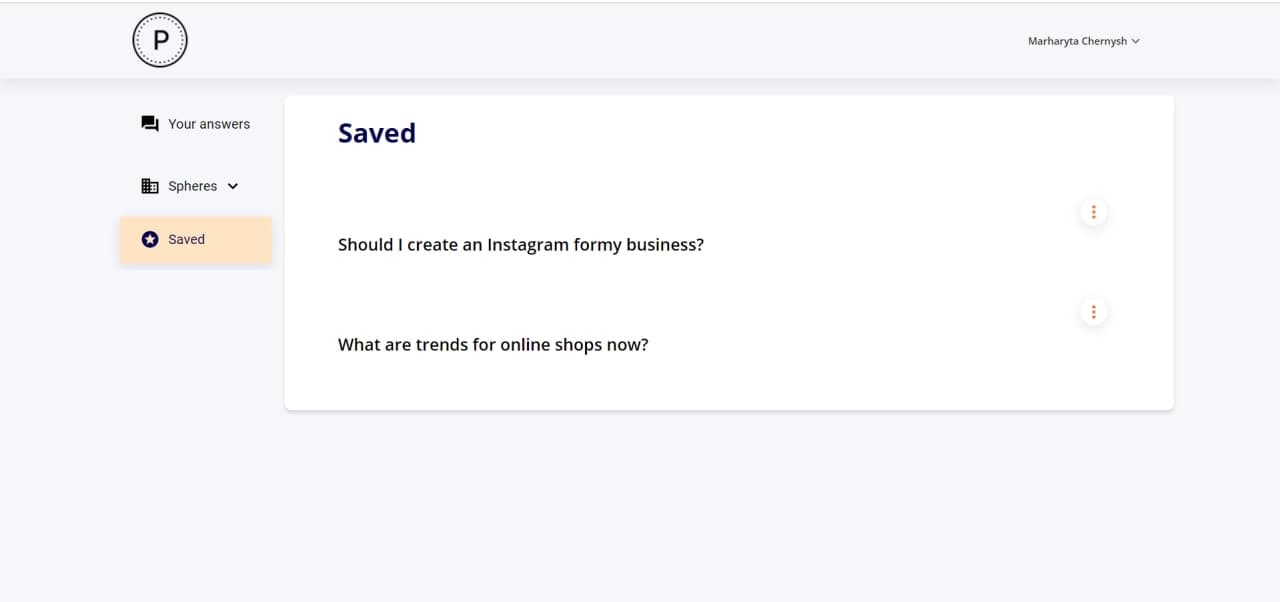 P
Marharyta Chernysh
Your answers
Spheres
Saved
Saved
Should I create an Instagram formy business?
What are trends for online shops now?